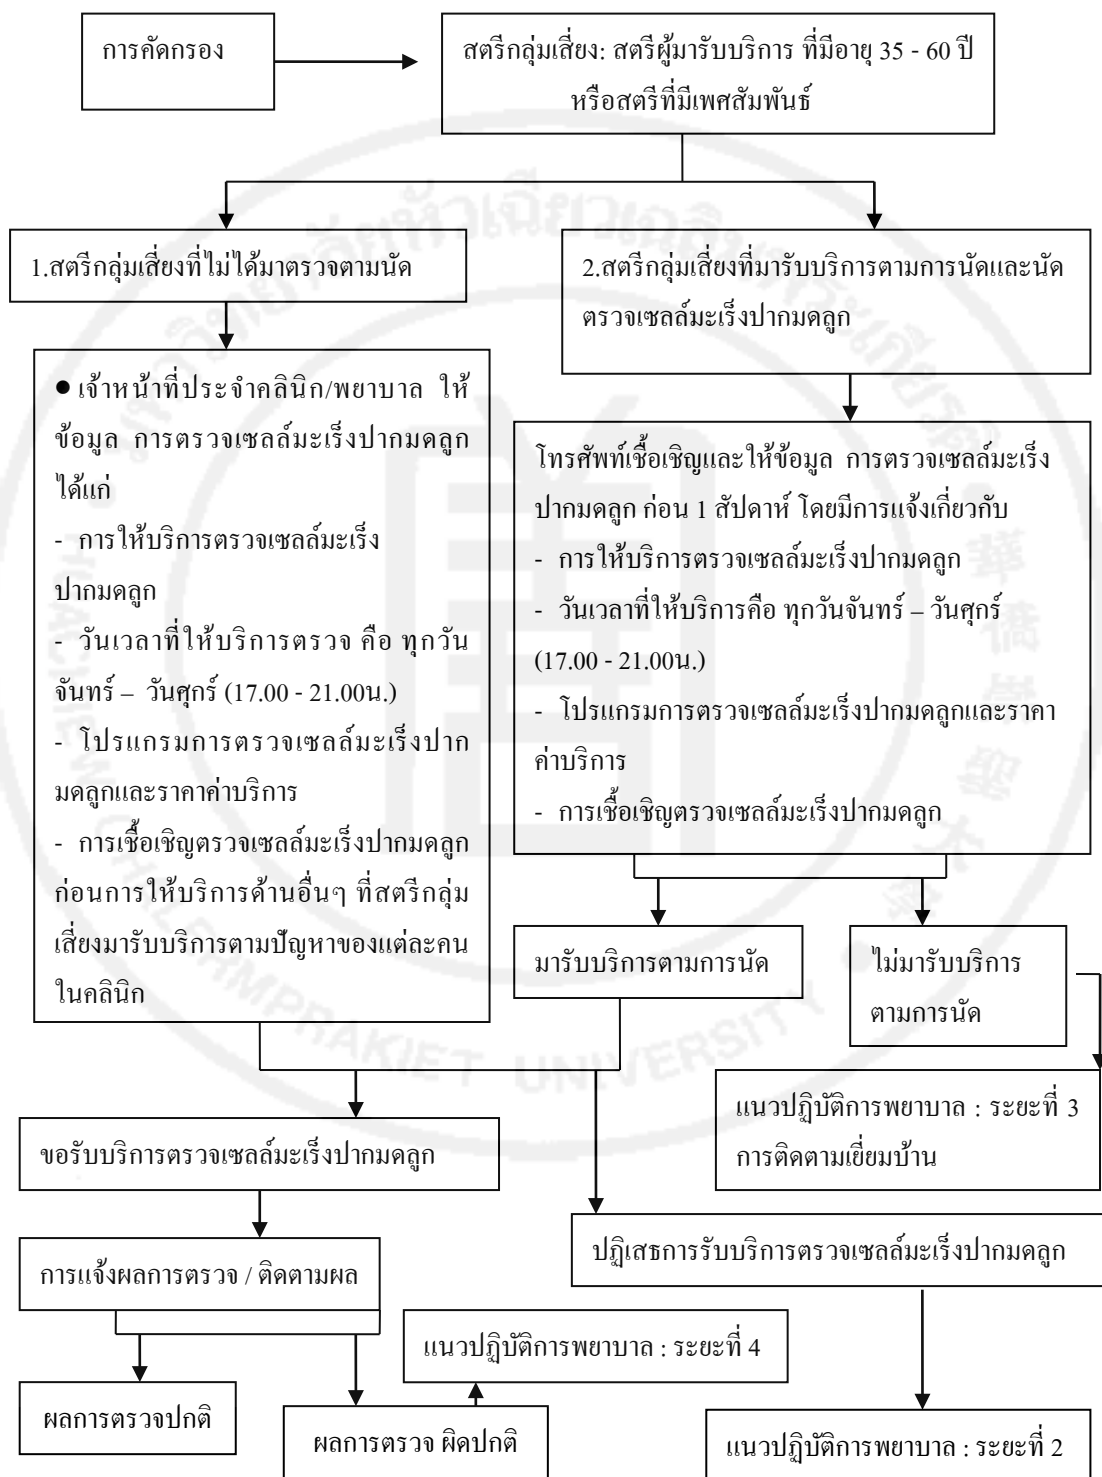 การคัดกรอง
สตรีกลุ่มเสี่ยง: สตรีผู้มารับบริการ ที่มีอายุ 35 - 60 ปี
หรือสตรีที่มีเพศสัมพันธ์
1.สตรีกลุ่มเสี่ยงที่ไม่ได้มาตรวจตามนัด
2.สตรีกลุ่มเสี่ยงที่มารับบริการตามการนัดและนัด
ตรวจเซลล์มะเร็งปากมดลูก
● เจ้าหน้าที่ประจำคลินิก/พยาบาล ให้
ข้อมูล การตรวจเซลล์มะเร็งปากมดลูก
ได้แก่
- การให้บริการตรวจเซลล์มะเร็ง
ปากมดลูก
- วันเวลาที่ให้บริการตรวจ คือ ทุกวัน
จันทร์ – วันศุกร์ (17.00 - 21.00น.)
- โปรแกรมการตรวจเซลล์มะเร็งปาก
มดลูกและราคาค่าบริการ
- การเชื้อเชิญตรวจเซลล์มะเร็งปากมดลูก
ก่อนการให้บริการด้านอื่นๆ ที่สตรีกลุ่ม
เสี่ยงมารับบริการตามปัญหาของแต่ละคน
ในคลินิก
โทรศัพท์เชื้อเชิญและให้ข้อมูล การตรวจเซลล์มะเร็ง
ปากมดลูก ก่อน 1 สัปดาห์ โดยมีการแจ้งเกี่ยวกับ
- การให้บริการตรวจเซลล์มะเร็งปากมดลูก
- วันเวลาที่ให้บริการคือ ทุกวันจันทร์ – วันศุกร์
(17.00 - 21.00น.)
- โปรแกรมการตรวจเซลล์มะเร็งปากมดลูกและราคา
ค่าบริการ
- การเชื้อเชิญตรวจเซลล์มะเร็งปากมดลูก
มารับบริการตามการนัด
ไม่มารับบริการ
ตามการนัด
แนวปฏิบัติการพยาบาล : ระยะที่ 3
การติดตามเยี่ยมบ้าน
ขอรับบริการตรวจเซลล์มะเร็งปากมดลูก
ปฏิเสธการรับบริการตรวจเซลล์มะเร็งปากมดลูก
การแจ้งผลการตรวจ / ติดตามผล
แนวปฏิบัติการพยาบาล : ระยะที่ 4
ผลการตรวจปกติ
ผลการตรวจ ผิดปกติ
แนวปฏิบัติการพยาบาล : ระยะที่ 2
มหาวิทยาลัยหัวเฉียวเฉลิมพระเกียรติ
HUACHIEW CHALERMPRAKIET UNIVERSITY
華僑崇聖大學